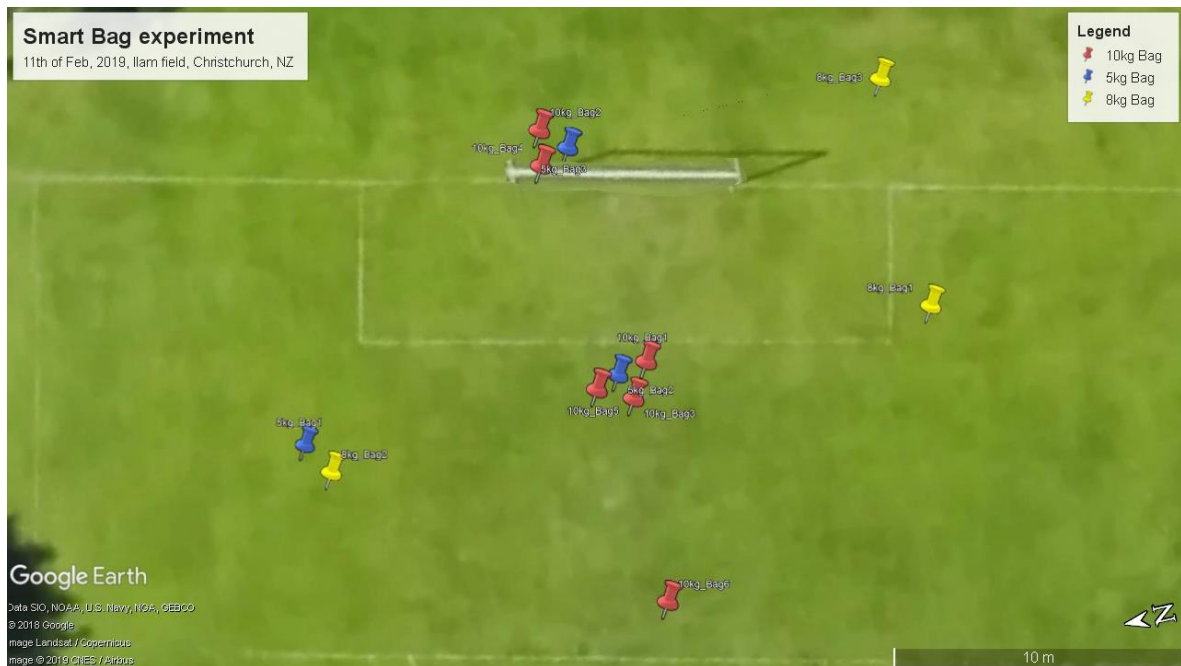 Smart Bag experiment
11th of Feb, 2019, Ilam field, Christchurch, NZ
Legend
10kg Bag
5kg Bag
8kg Bag
8kg_Bag3
10kg_Bag2
10kg_Bag4
5kg_Bag3
8kg_Bag1
10kg_Bag1
5kg_Bag2
10kg_Bag5
10kg_Bag3
5kg_Bag1
8kg_Bag2
10kg_Bag6
Google Earth
Data SIO, NOAA, U.S. Navy, NGA, GEBCO
© 2018 Google
mage Landsat / Copernicus
mage © 2019 CNES / Airbus
N
10 m